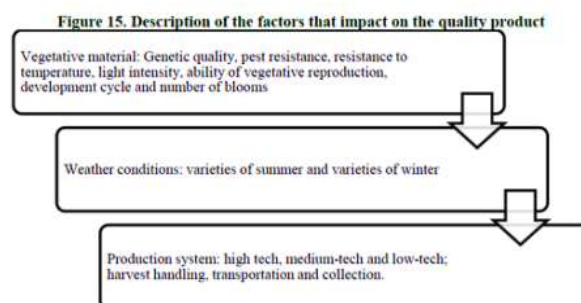 Figure 15. Description of the factors that impact on the quality product
Vegetative material: Genetic quality, pest resistance, resistance to
temperature, light intensity, ability of vegetative reproduction,
development cycle and number of blooms
Weather conditions: varieties of summer and varieties of winter
Production system: high tech, medium-tech and low-tech;
harvest handling, transportation and collection.